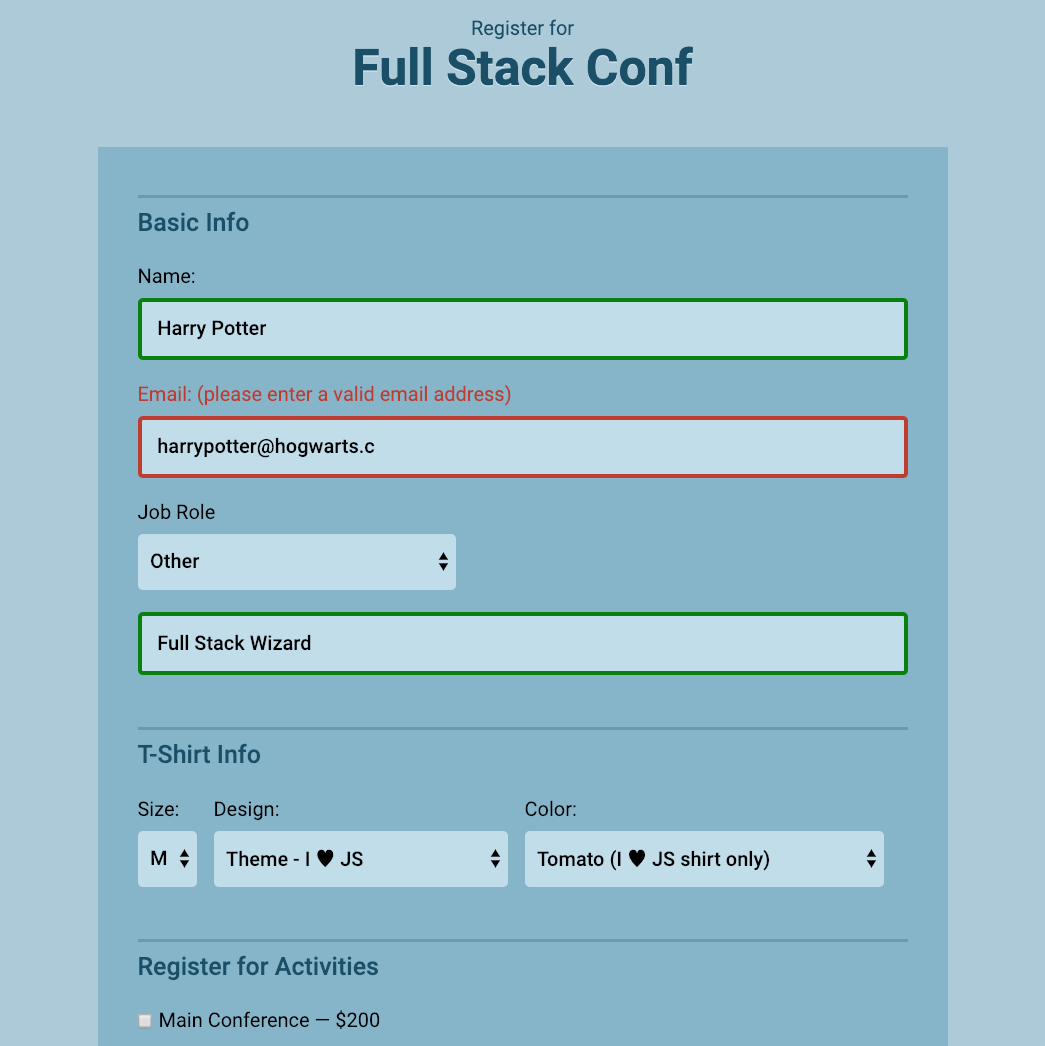 Register for
Full Stack Conf
Basic Info
Name:
Harry Potter
Email: (please enter a valid email address)
harrypotter@hogwarts.c
Job Role
Other
Full Stack Wizard
T-Shirt Info
Size: Design: Color:
M Theme - I ♥ JS Tomato (I ♥ JS shirt only)
Register for Activities
Main Conference — $200